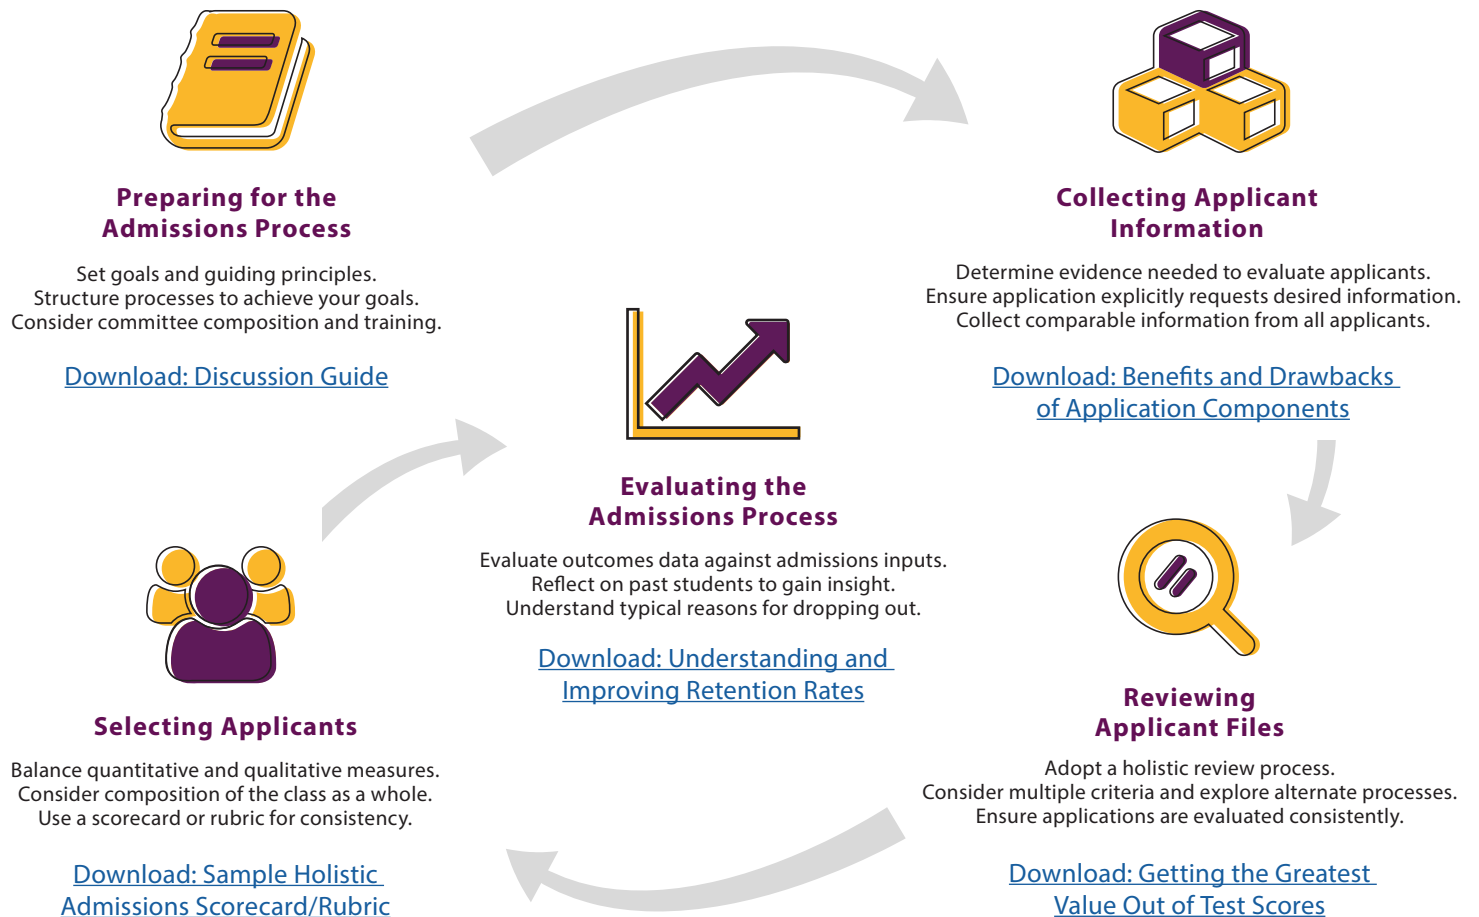 Preparing for the
Admissions Process
Set goals and guiding principles.
Structure processes to achieve your goals.
Consider committee composition and training.
Download: Discussion Guide
Collecting Applicant
Information
Determine evidence needed to evaluate applicants.
Ensure application explicitly requests desired information.
Collect comparable information from all applicants.
Download: Benefits and Drawbacks
of Application Components
Evaluating the
Admissions Process
Evaluate outcomes data against admissions inputs.
Reflect on past students to gain insight.
Understand typical reasons for dropping out.
Download: Understanding and
Improving Retention Rates
Reviewing
Applicant Files
Adopt a holistic review process.
Consider multiple criteria and explore alternate processes.
Ensure applications are evaluated consistently.
Download: Getting the Greatest
Value Out of Test Scores
Selecting Applicants
Balance quantitative and qualitative measures.
Consider composition of the class as a whole.
Use a scorecard or rubric for consistency.
Download: Sample Holistic
Admissions Scorecard/Rubric